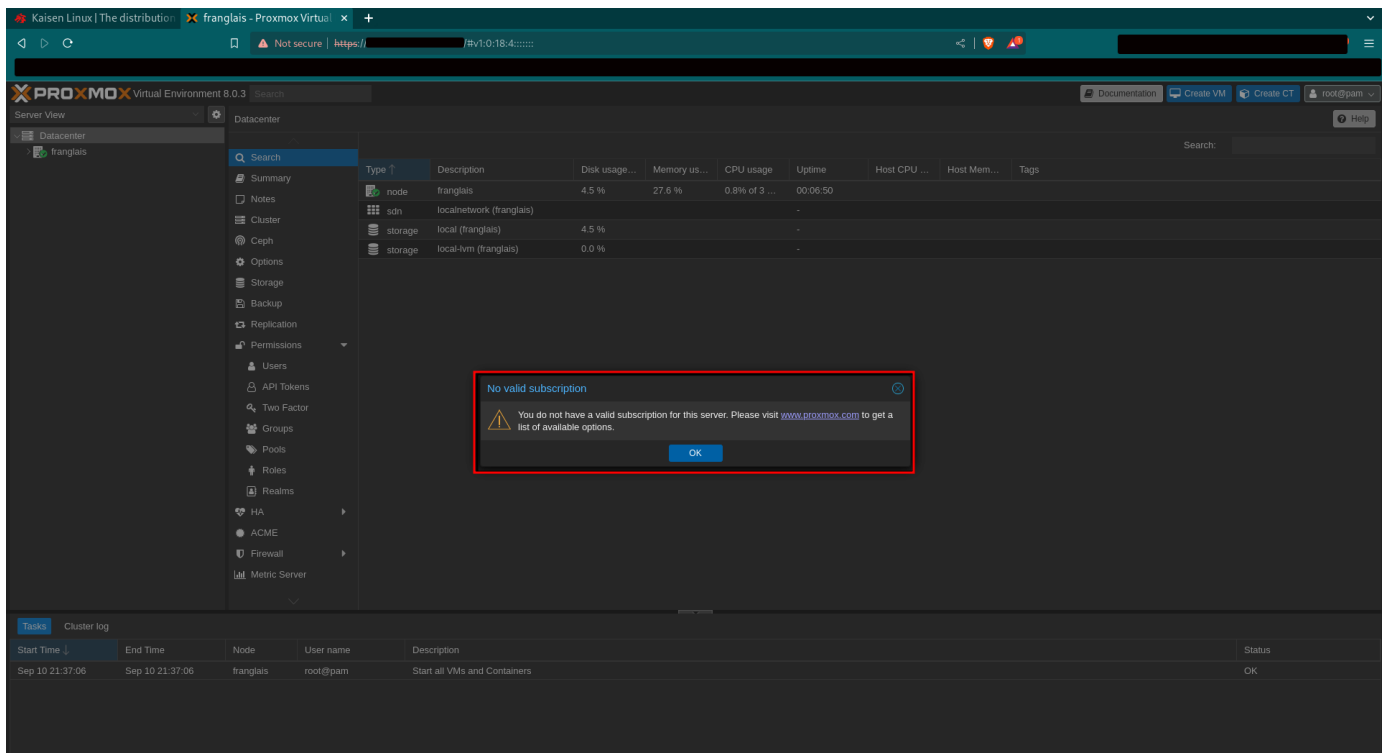 Kaisen Linux | The distribution
franglais - Proxmox Virtual
Not secure | https:// /#v1:0:18:4:::::::
PROXMOX Virtual Environment 8.0.3 Search
Documentation Create VM Create CT root@pam
Server View
Datacenter
Help
Datacenter
franglais
Search:
Search
Summary
Notes
Cluster
Ceph
Options
Storage
Backup
Replication
Permissions
Users
API Tokens
Two Factor
Groups
Pools
Roles
Realms
HA
ACME
Firewall
Metric Server
Type Description Disk usage... Memory us... CPU usage Uptime Host CPU ... Host Mem... Tags
node franglais 4.5 % 27.6 % 0.8% of 3 ... 00:06:50
sdn localnetwork (franglais) -
storage local (franglais) 4.5 % -
storage local-lvm (franglais) 0.0 % -
No valid subscription
You do not have a valid subscription for this server. Please visit www.proxmox.com to get a
list of available options.
OK
Tasks Cluster log
Start Time End Time Node User name Description Status
Sep 10 21:37:06 Sep 10 21:37:06 franglais root@pam Start all VMs and Containers OK